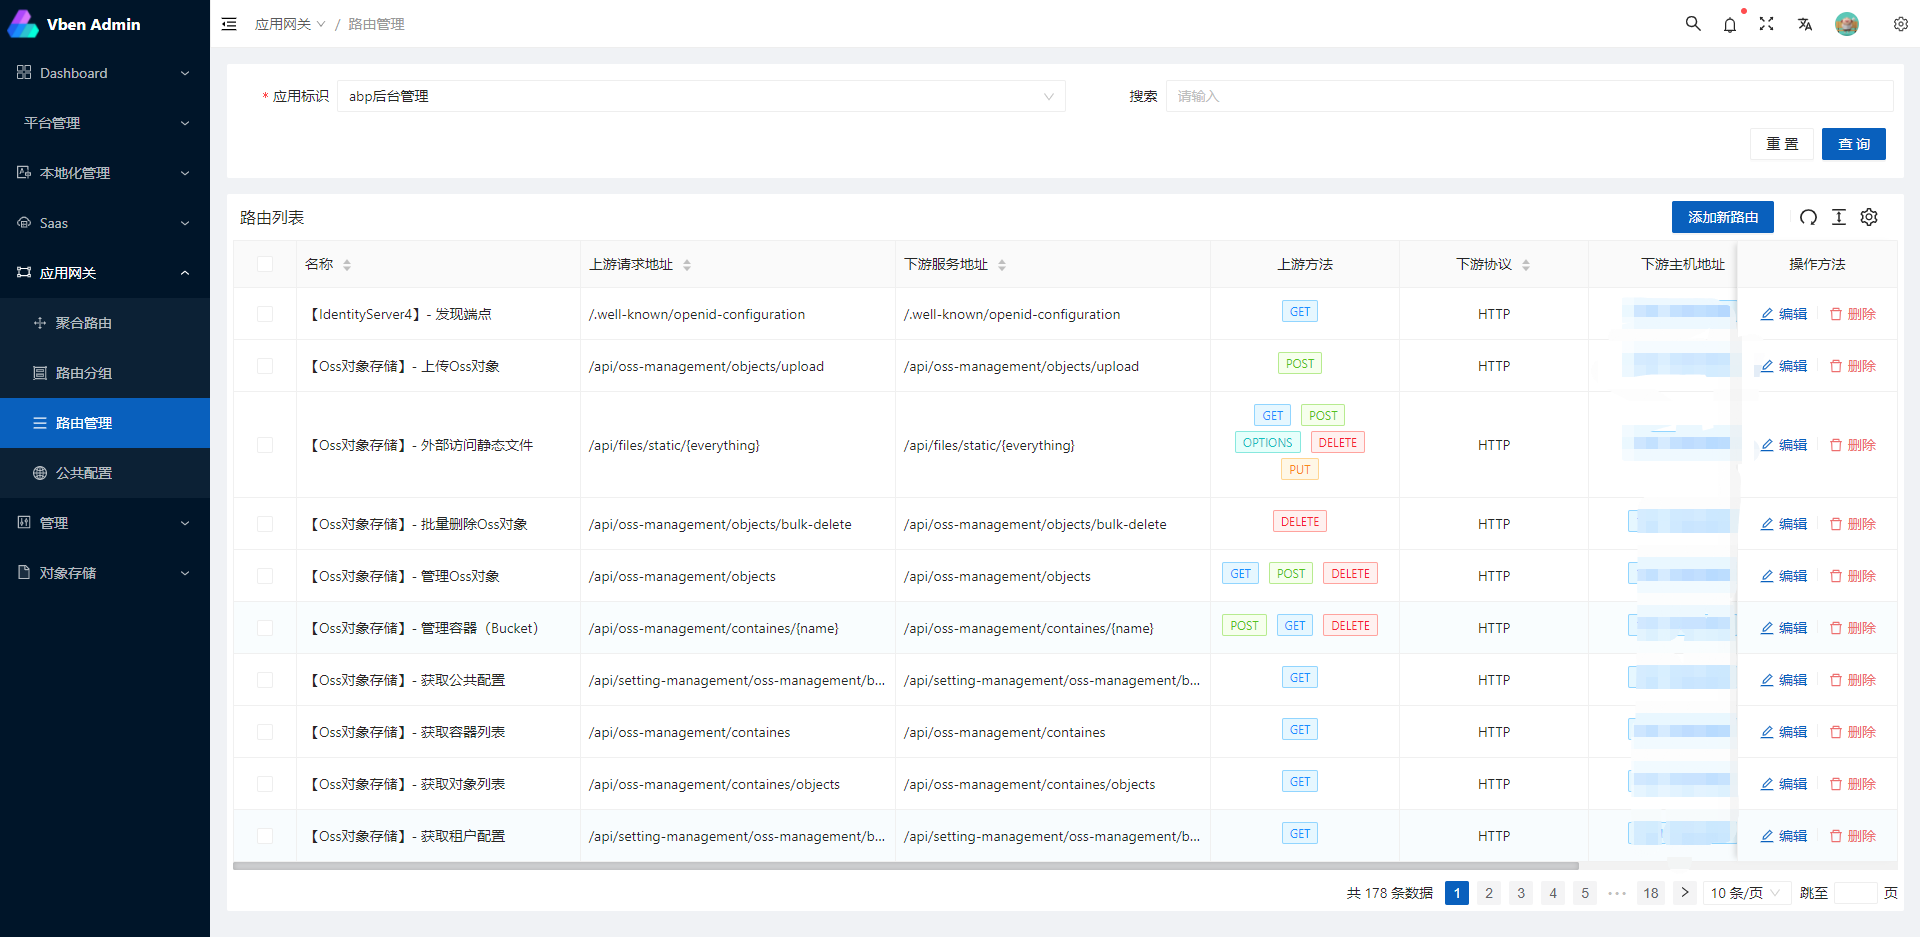 Vben Admin
应用网关 / 路由管理
Dashboard
平台管理
本地化管理
Saas
应用网关
聚合路由
路由分组
路由管理
公共配置
管理
对象存储
* 应用标识 abp后台管理
搜索 请输入
重 置 查 询
路由列表 添加新路由
名称 上游请求地址 下游服务地址 上游方法 下游协议 下游主机地址 操作方法
【IdentityServer4】- 发现端点 /.well-known/openid-configuration /.well-known/openid-configuration GET HTTP 编辑 删除
【Oss对象存储】- 上传Oss对象 /api/oss-management/objects/upload /api/oss-management/objects/upload POST HTTP 编辑 删除
【Oss对象存储】- 外部访问静态文件 /api/files/static/{everything} /api/files/static/{everything} GET POST OPTIONS DELETE PUT HTTP 编辑 删除
【Oss对象存储】- 批量删除Oss对象 /api/oss-management/objects/bulk-delete /api/oss-management/objects/bulk-delete DELETE HTTP 编辑 删除
【Oss对象存储】- 管理Oss对象 /api/oss-management/objects /api/oss-management/objects GET POST DELETE HTTP 编辑 删除
【Oss对象存储】- 管理容器（Bucket） /api/oss-management/containes/{name} /api/oss-management/containes/{name} POST GET DELETE HTTP 编辑 删除
【Oss对象存储】- 获取公共配置 /api/setting-management/oss-management/b... /api/setting-management/oss-management/b... GET HTTP 编辑 删除
【Oss对象存储】- 获取容器列表 /api/oss-management/containes /api/oss-management/containes GET HTTP 编辑 删除
【Oss对象存储】- 获取对象列表 /api/oss-management/containes/objects /api/oss-management/containes/objects GET HTTP 编辑 删除
【Oss对象存储】- 获取租户配置 /api/setting-management/oss-management/b... /api/setting-management/oss-management/b... GET HTTP 编辑 删除
共 178 条数据 1 2 3 4 5 ••• 18 > 10 条/页 跳至 页